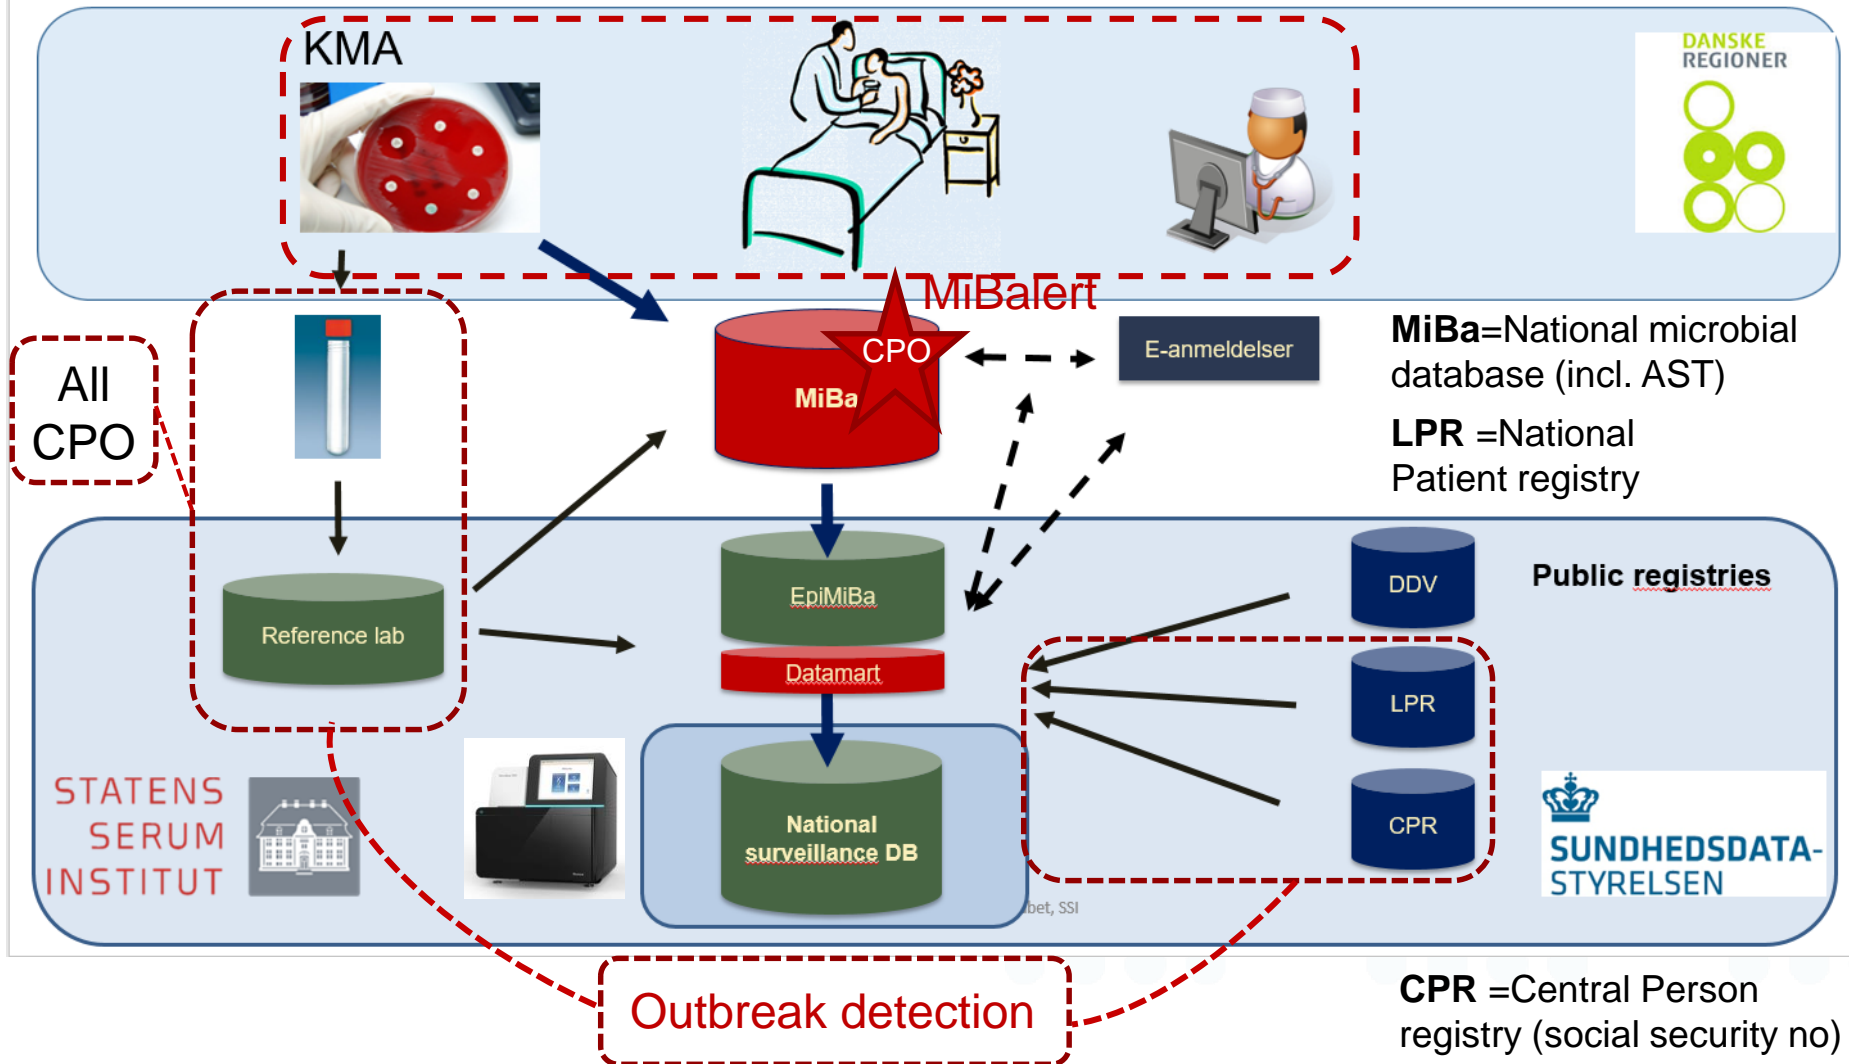 KMA
DANSKE
REGIONER
MiBalert
CPO
MiBa
E-anmeldelser
MiBa=National microbial
database (incl. AST)
LPR =National
Patient registry
All
CPO
Reference lab
EpiMiBa
Datamart
National
surveillance DB
DDV
LPR
CPR
Public registries
STATENS
SERUM
INSTITUT
SUNDHEDSDATA-
STYRELSEN
bet, SSI
Outbreak detection
CPR =Central Person
registry (social security no)